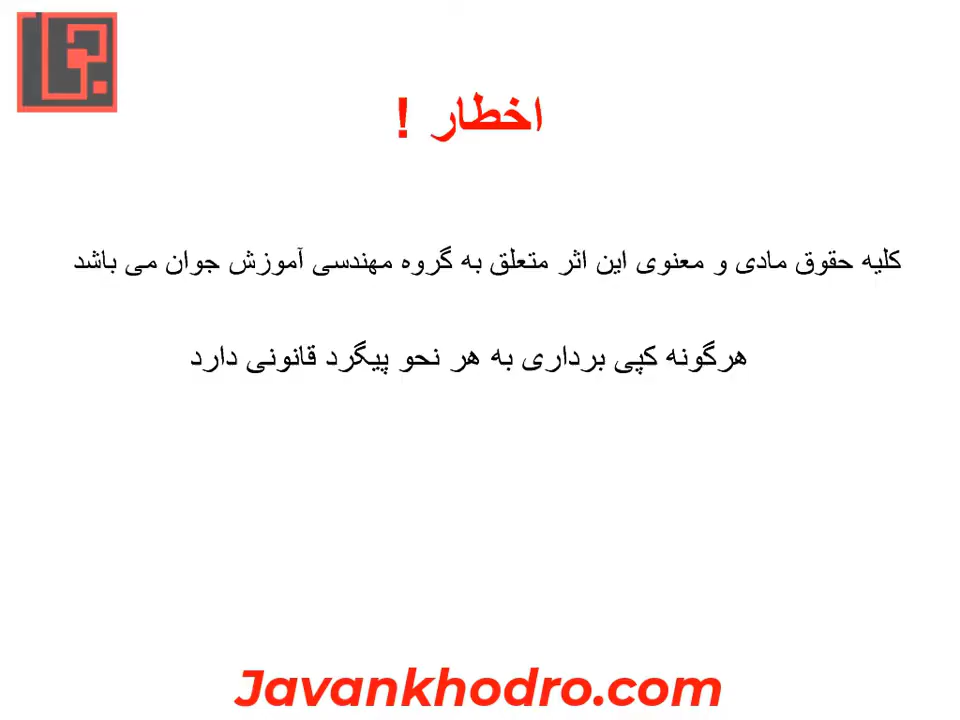 اخطار !
کلیه حقوق مادی و معنوی این اثر متعلق به گروه مهندسی آموزش جوان می باشد
هرگونه کپی برداری به هر نحو پیگرد قانونی دارد
Javankhodro.com